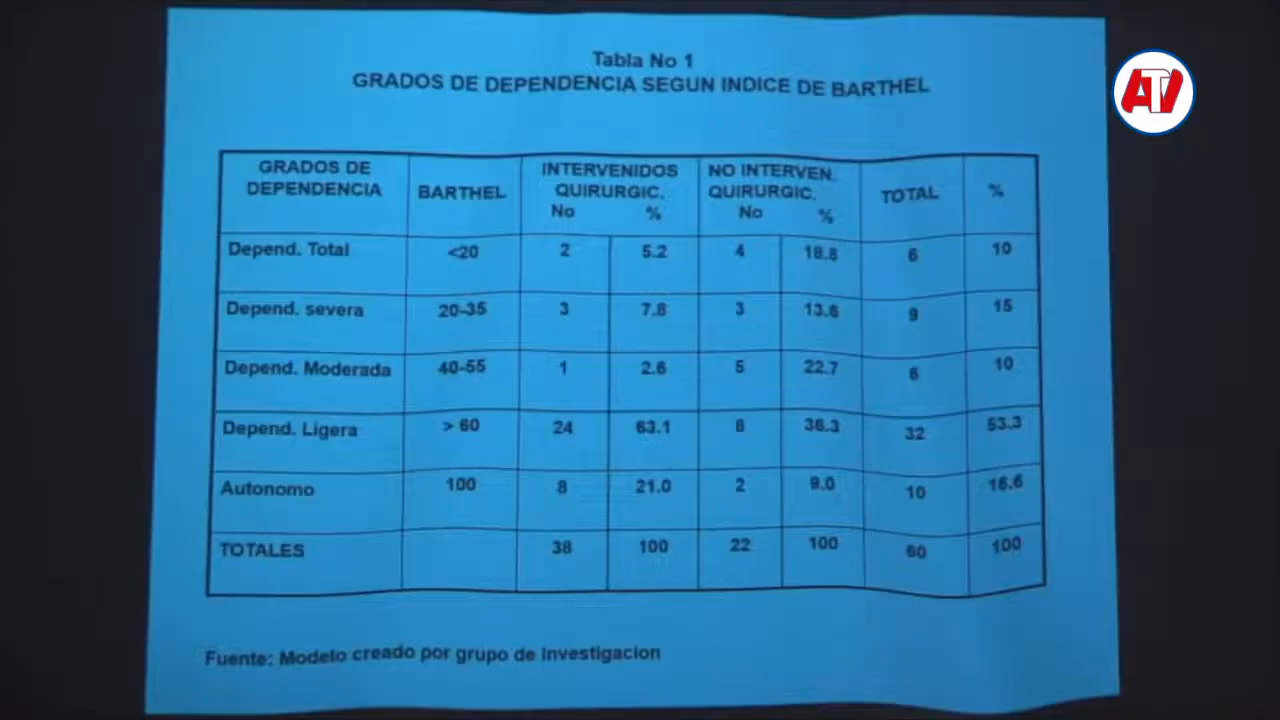 ATV
Tabla No 1
GRADOS DE DEPENDENCIA SEGUN INDICE DE BARTHEL
GRADOS DE DEPENDENCIA BARTHEL INTERVENIDOS QUIRURGIC. No % NO INTERVEN. QUIRURGIC. No % TOTAL %
Depend. Total <20 2 5.2 4 18.8 6 10
Depend. severa 20-35 3 7.8 3 13.6 9 15
Depend. Moderada 40-55 1 2.6 5 22.7 6 10
Depend. Ligera > 60 24 63.1 8 36.3 32 53.3
Autonomo 100 8 21.0 2 9.0 10 16.6
TOTALES 38 100 22 100 60 100
Fuente: Modelo creado por grupo de Investigacion